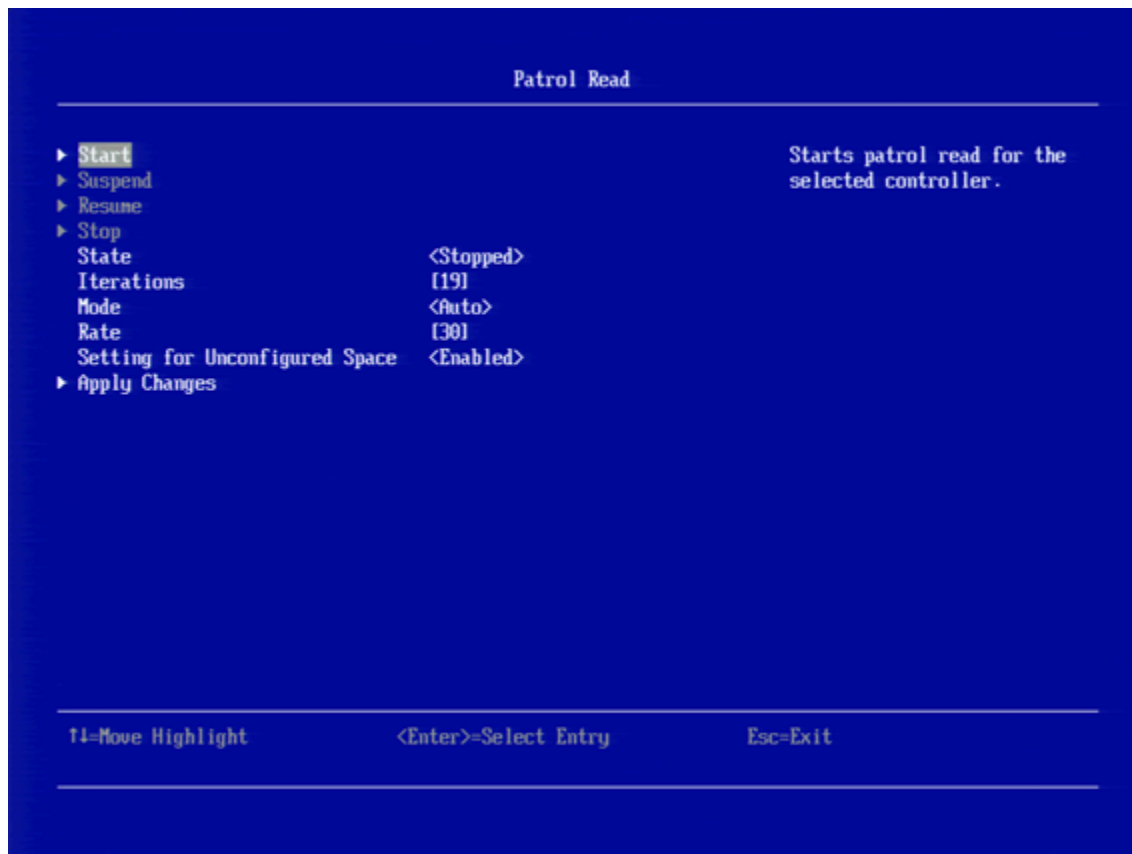 Patrol Read
▶ Start
▶ Suspend
▶ Resume
▶ Stop
State <Stopped>
Iterations [19]
Mode <Auto>
Rate [30]
Setting for Unconfigured Space <Enabled>
▶ Apply Changes
Starts patrol read for the
selected controller.
↑↓=Move Highlight <Enter>=Select Entry Esc=Exit